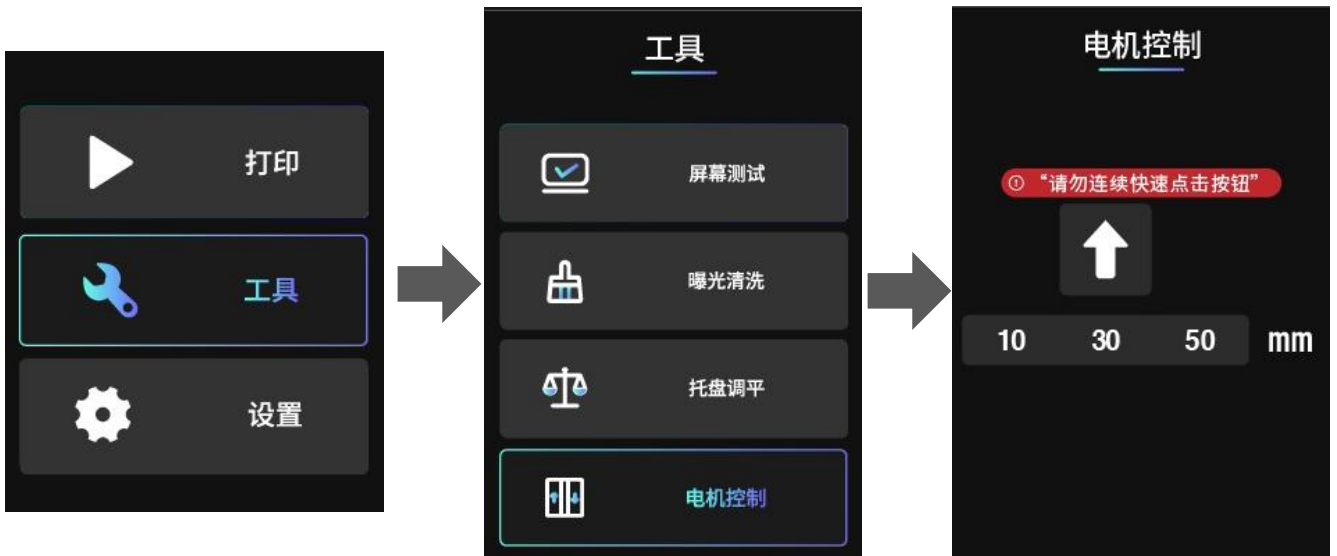 打印
工具
设置
工具
屏幕测试
曝光清洗
托盘调平
电机控制
电机控制
“请勿连续快速点击按钮”
10 30 50 mm